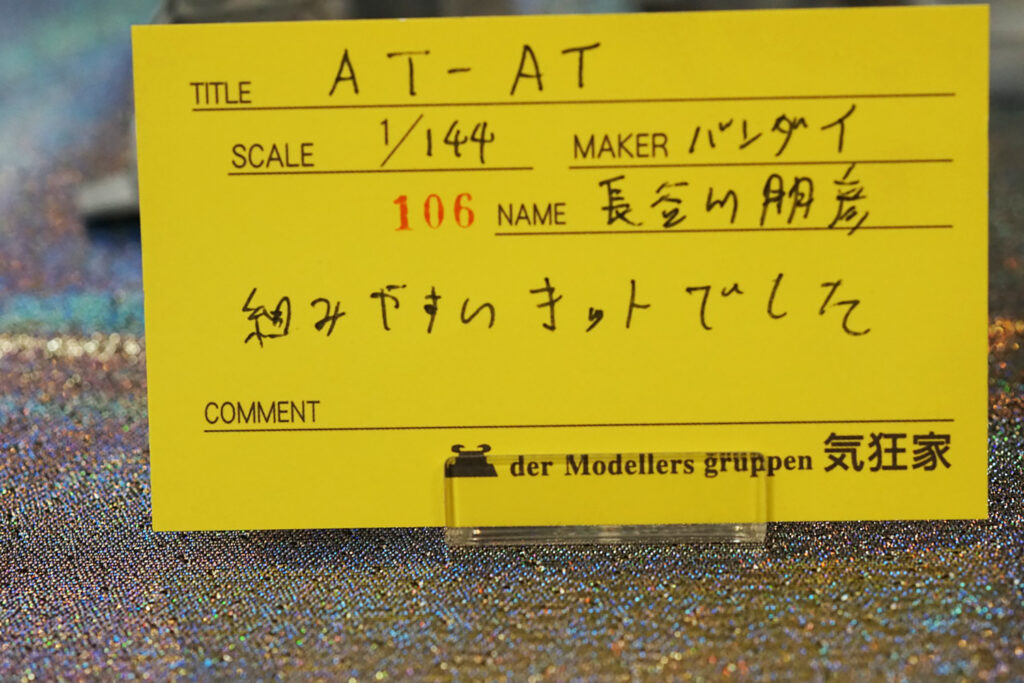 TITLE AT-AT
SCALE 1/144 MAKER バンダイ
106 NAME 長谷川 朋彦
組みやすいキットでした
COMMENT
der Modellers gruppen 気狂家